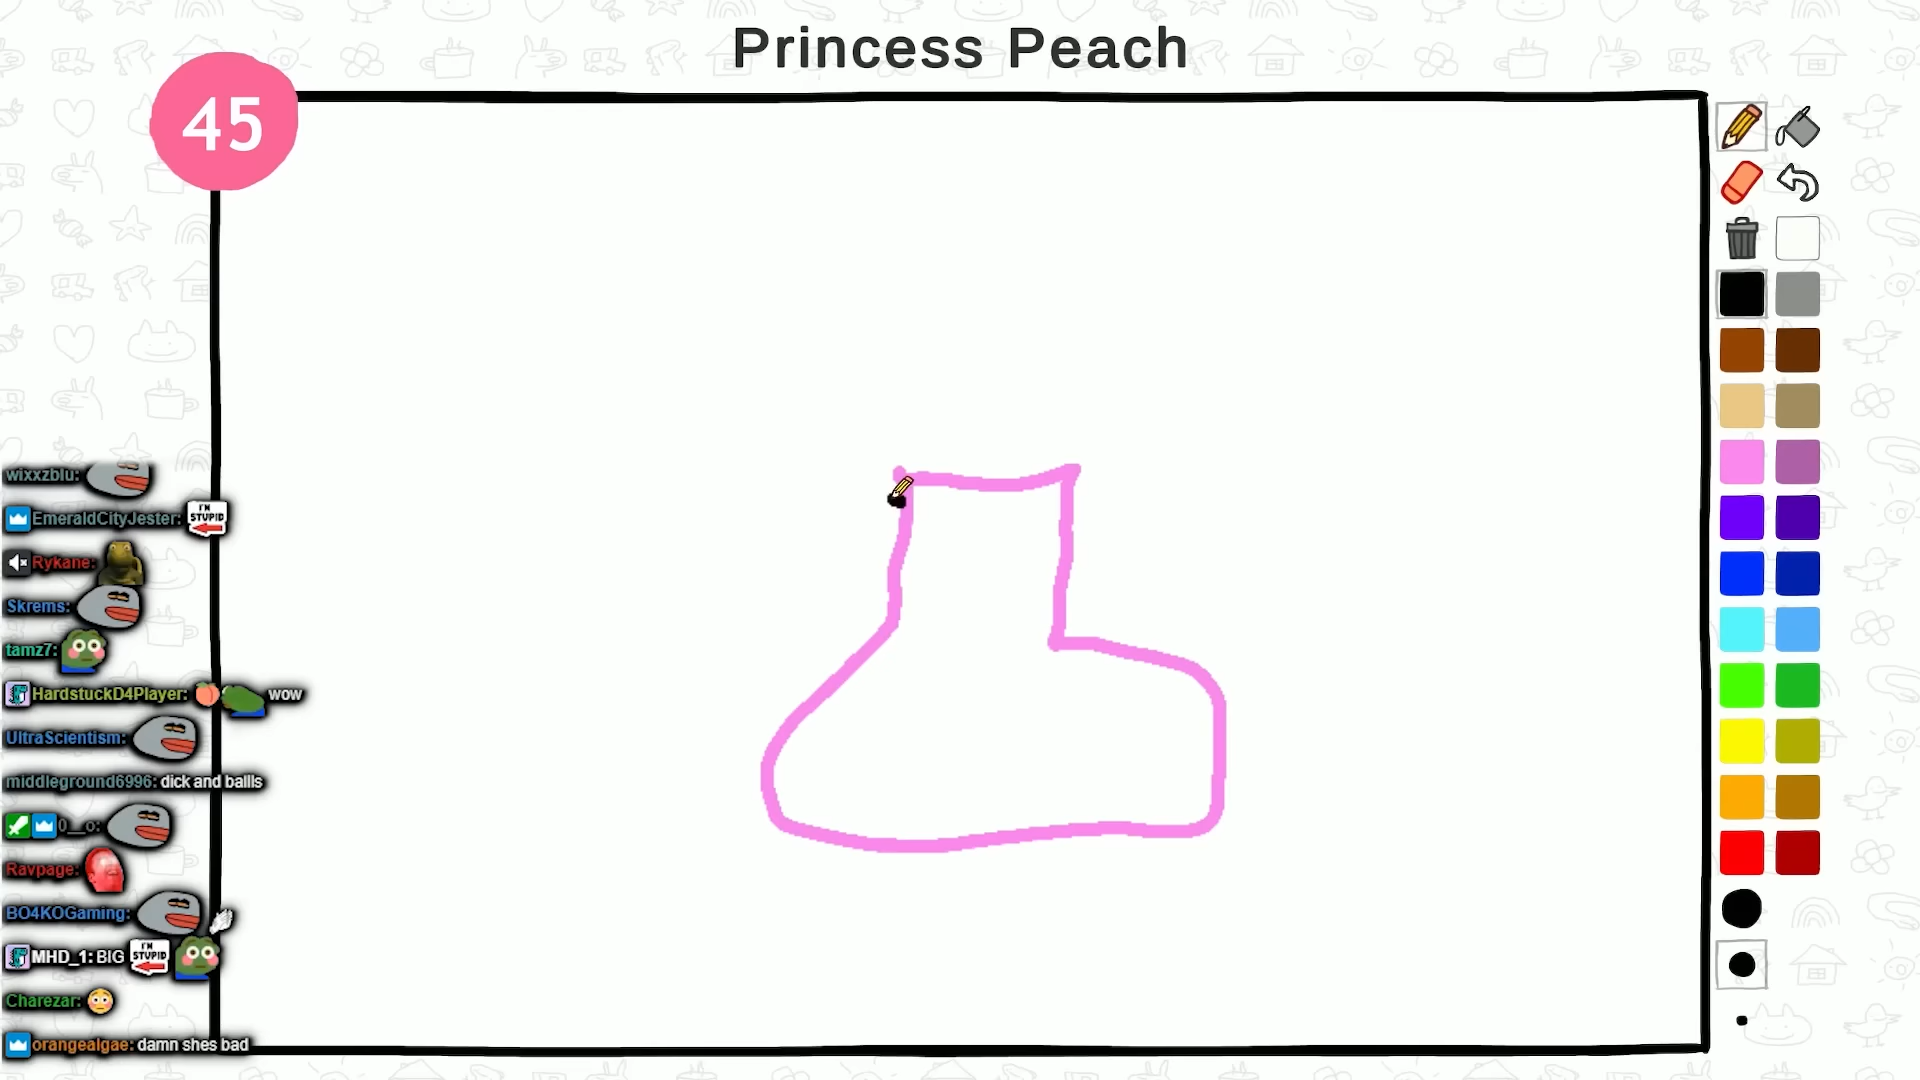 Princess Peach
45
wixxzblu:
EmeraldCityJester: I'M STUPID
Rykane:
Skrems:
tamz7:
HardstuckD4Player: wow
UltraScientism:
middleground6996: dick and ballls
0__o:
Ravpage:
BO4KOGaming:
MHD_1: BIG I'M STUPID
Charezar:
orangealgae: damn shes bad